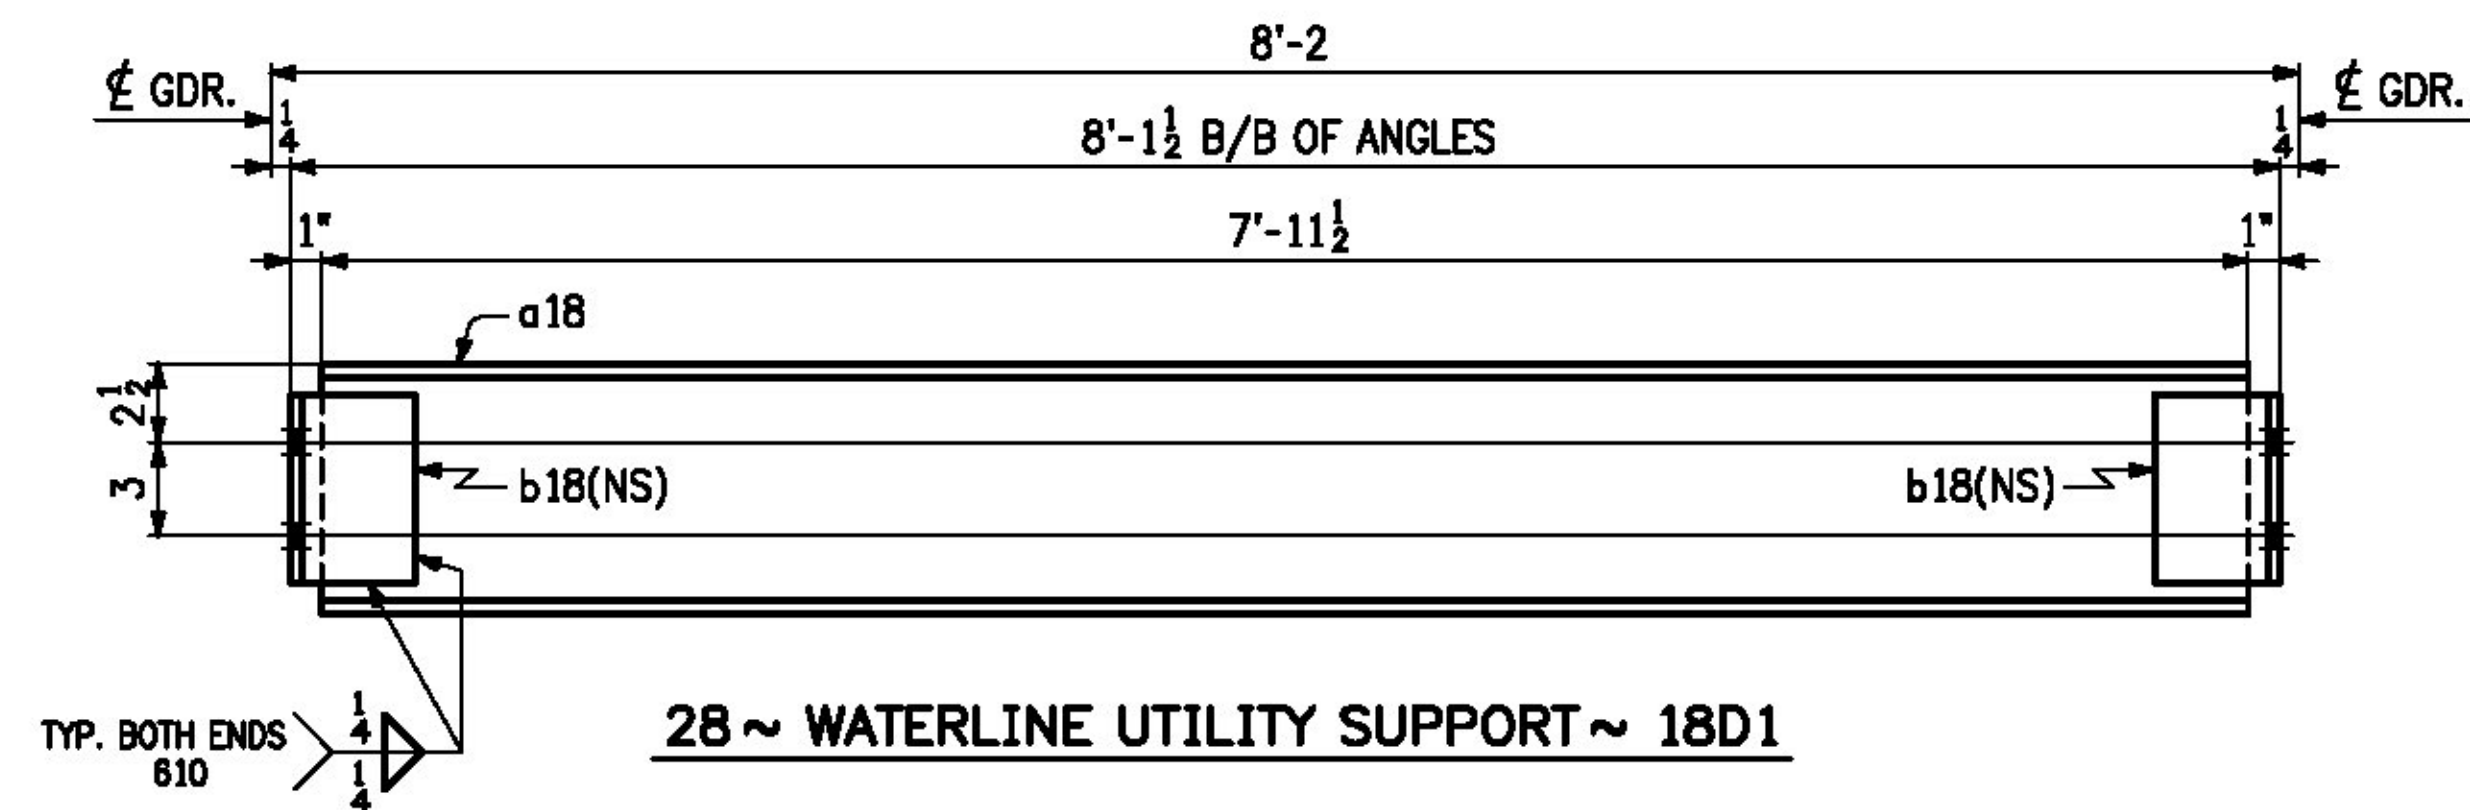 8'-2
℄ GDR.
℄ GDR.
1/4
8'-1 1/2 B/B OF ANGLES
1/4
1"
7'-11 1/2
1"
a18
2 1/2
3
b18(NS)
b18(NS)
TYP. BOTH ENDS
610
1/4
1/4
28~ WATERLINE UTILITY SUPPORT~ 18D1